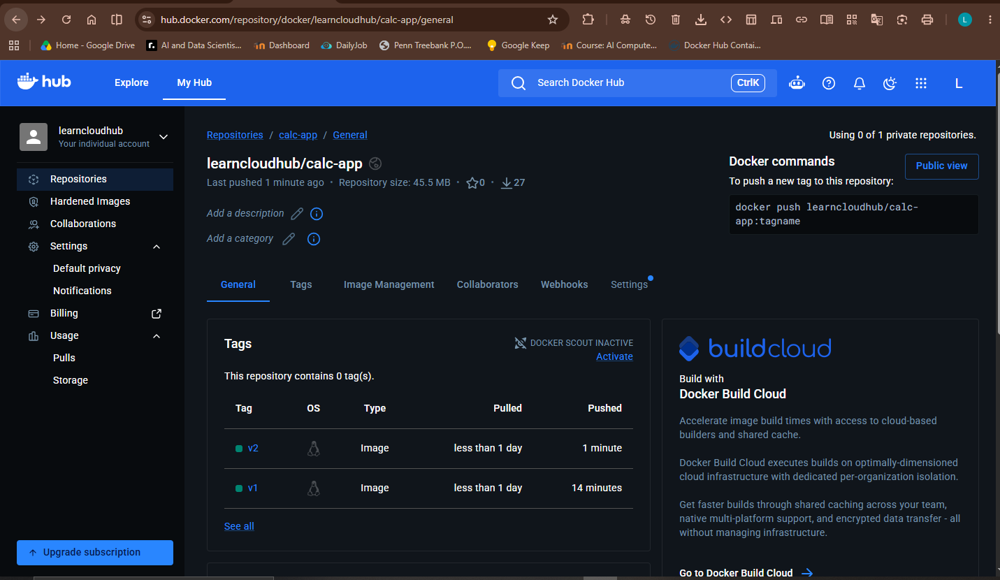 hub.docker.com/repository/docker/learncloudhub/calc-app/general
L
Home - Google Drive
AI and Data Scientis...
Dashboard
DailyJob
Penn Treebank P.O....
Google Keep
Course: AI Compute...
Docker Hub Contai...
hub
Explore
My Hub
Search Docker Hub
CtrlK
L
learncloudhub
Your individual account
Repositories
Hardened Images
Collaborations
Settings
Default privacy
Notifications
Billing
Usage
Pulls
Storage
Upgrade subscription
Repositories / calc-app / General
Using 0 of 1 private repositories.
learncloudhub/calc-app
Last pushed 1 minute ago · Repository size: 45.5 MB · 0 · 27
Add a description
Add a category
Docker commands
Public view
To push a new tag to this repository:
docker push learncloudhub/calc-
app:tagname
General
Tags
Image Management
Collaborators
Webhooks
Settings
Tags
DOCKER SCOUT INACTIVE
Activate
This repository contains 0 tag(s).
Tag OS Type Pulled Pushed
v2 Image less than 1 day 1 minute
v1 Image less than 1 day 14 minutes
See all
buildcloud
Build with
Docker Build Cloud
Accelerate image build times with access to cloud-based
builders and shared cache.
Docker Build Cloud executes builds on optimally-dimensioned
cloud infrastructure with dedicated per-organization isolation.
Get faster builds through shared caching across your team,
native multi-platform support, and encrypted data transfer - all
without managing infrastructure.
Go to Docker Build Cloud